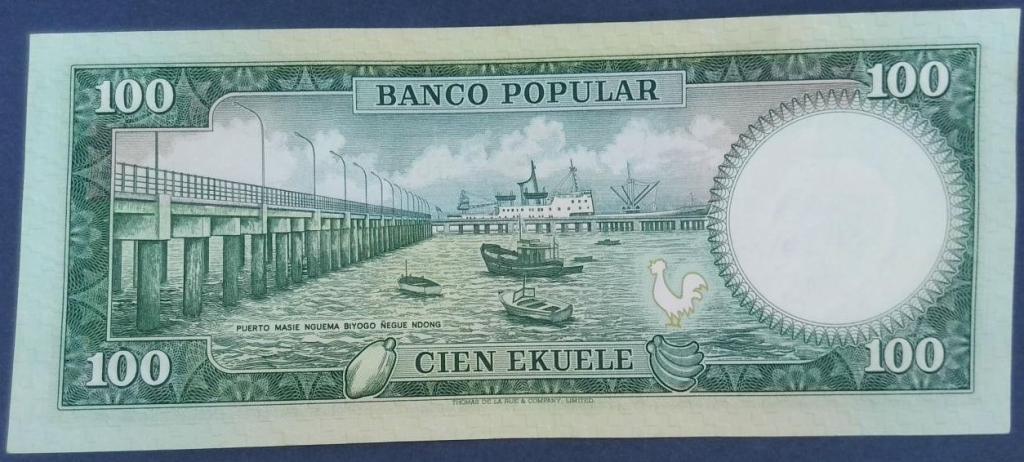 100
BANCO POPULAR
100
PUERTO MASIE NGUEMA BIYOGO ÑEGUE NDONG
100
CIEN EKUELE
100
THOMAS DE LA RUE & COMPANY, LIMITED.